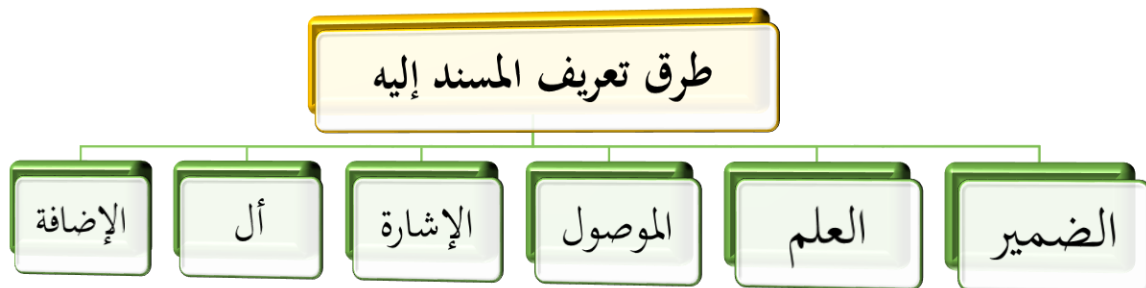 طرق تعريف المسند إليه
الضمير
العلم
الموصول
الإشارة
أل
الإضافة